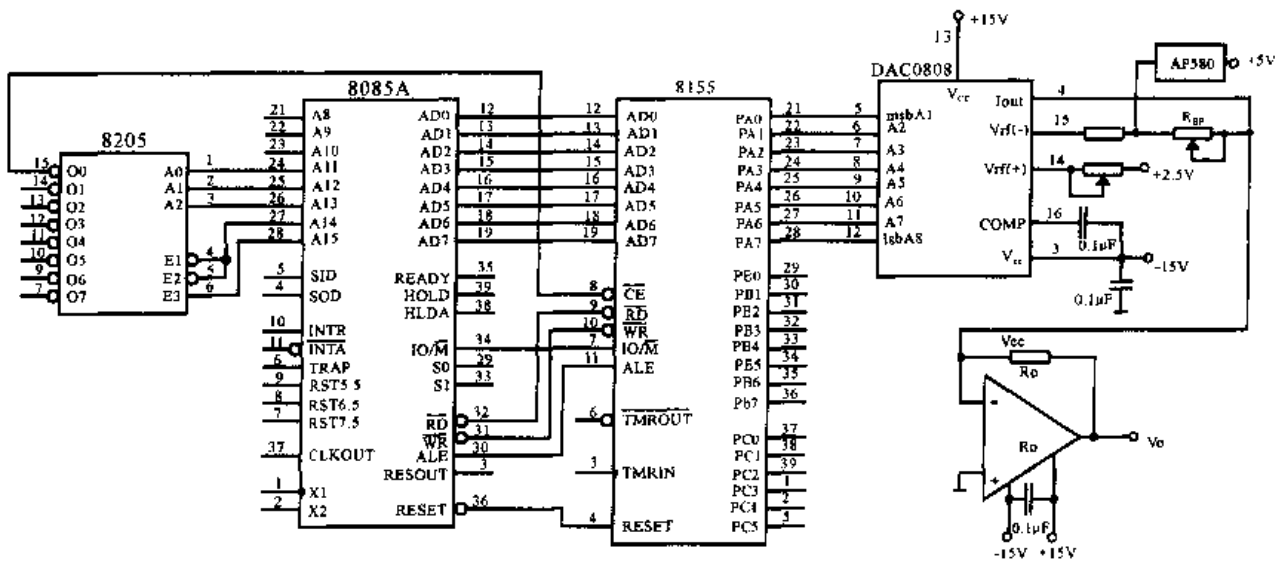 8205
15 O0 A0 1
14 O1 A1 2
13 O2 A2 3
12 O3
11 O4
10 O5 E1 4
9 O6 E2 5
7 O7 E3 6
8085A
21 A8 AD0 12
22 A9 AD1 13
23 A10 AD2 14
24 A11 AD3 15
25 A12 AD4 16
26 A13 AD5 17
27 A14 AD6 18
28 A15 AD7 19
5 SID READY 35
4 SOD HOLD 39
HLDA 38
10 INTR
11 INTA IO/M 34
6 TRAP S0 29
9 RST5.5 S1 33
8 RST6.5
7 RST7.5 RD 32
WR 31
37 CLKOUT ALE 30
RESOUT 3
1 X1
2 X2 RESET 36
8155
12 AD0 PA0 21
13 AD1 PA1 22
14 AD2 PA2 23
15 AD3 PA3 24
16 AD4 PA4 25
17 AD5 PA5 26
18 AD6 PA6 27
19 AD7 PA7 28
PB0 29
8 CE PB1 30
9 RD PB2 31
10 WR PB3 32
7 IO/M PB4 33
11 ALE PB5 34
PB6 35
6 TMROUT Pb7 36
PC0 37
PC1 38
3 TMRIN PC2 39
PC3 1
PC4 2
4 RESET PC5 5
DAC0808
13 +15V
Vcc
5 msbA1 Iout 4
6 A2
7 A3 Vrf(-) 15
8 A4
9 A5 Vrf(+) 14
10 A6
11 A7 COMP 16
12 lsbA8 3
+5V
+2.5V
0.1μF
-15V
0.1μF
Vcc
Ro
-
Ro
+
Vo
0.1μF
-15V +15V